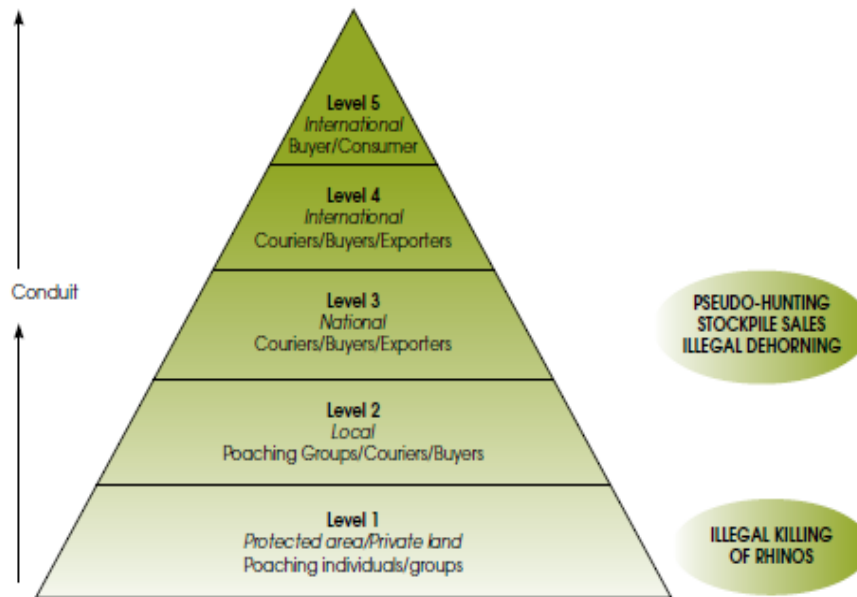 Level 5
International
Buyer/Consumer
Level 4
International
Couriers/Buyers/Exporters
Conduit
Level 3
National
Couriers/Buyers/Exporters
PSEUDO-HUNTING
STOCKPILE SALES
ILLEGAL DEHORNING
Level 2
Local
Poaching Groups/Couriers/Buyers
Level 1
Protected area/Private land
Poaching individuals/groups
ILLEGAL KILLING
OF RHINOS